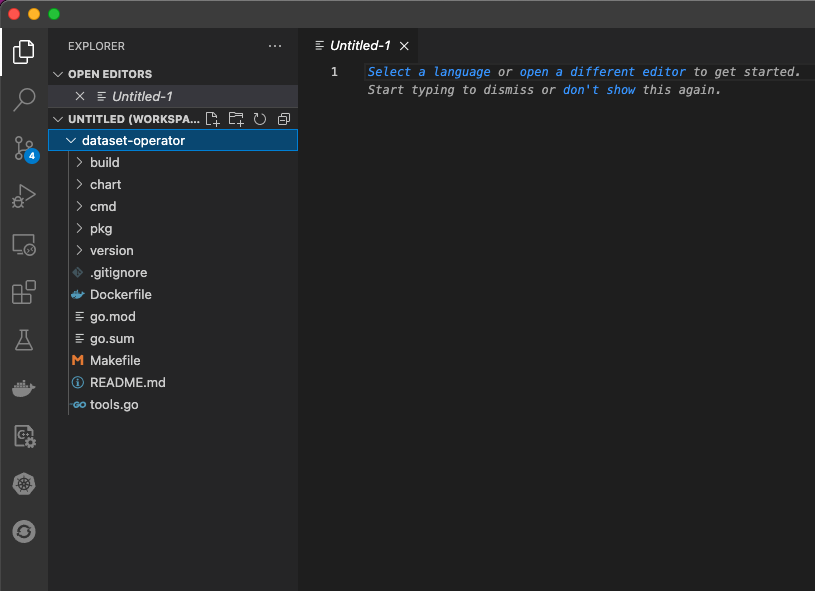 EXPLORER
Untitled-1
OPEN EDITORS
Untitled-1
UNTITLED (WORKSPA...
dataset-operator
build
chart
cmd
pkg
version
.gitignore
Dockerfile
go.mod
go.sum
Makefile
README.md
GO tools.go
4
1 Select a language or open a different editor to get started.
Start typing to dismiss or don't show this again.